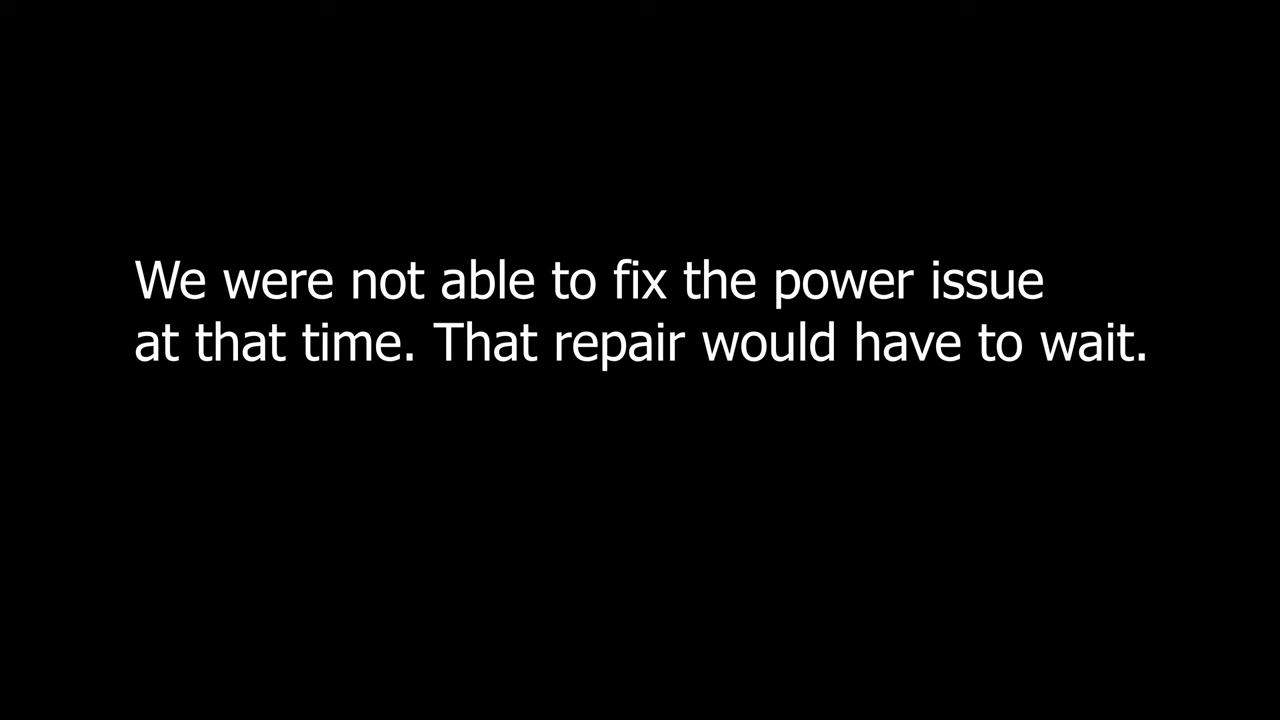 We were not able to fix the power issue
at that time. That repair would have to wait.